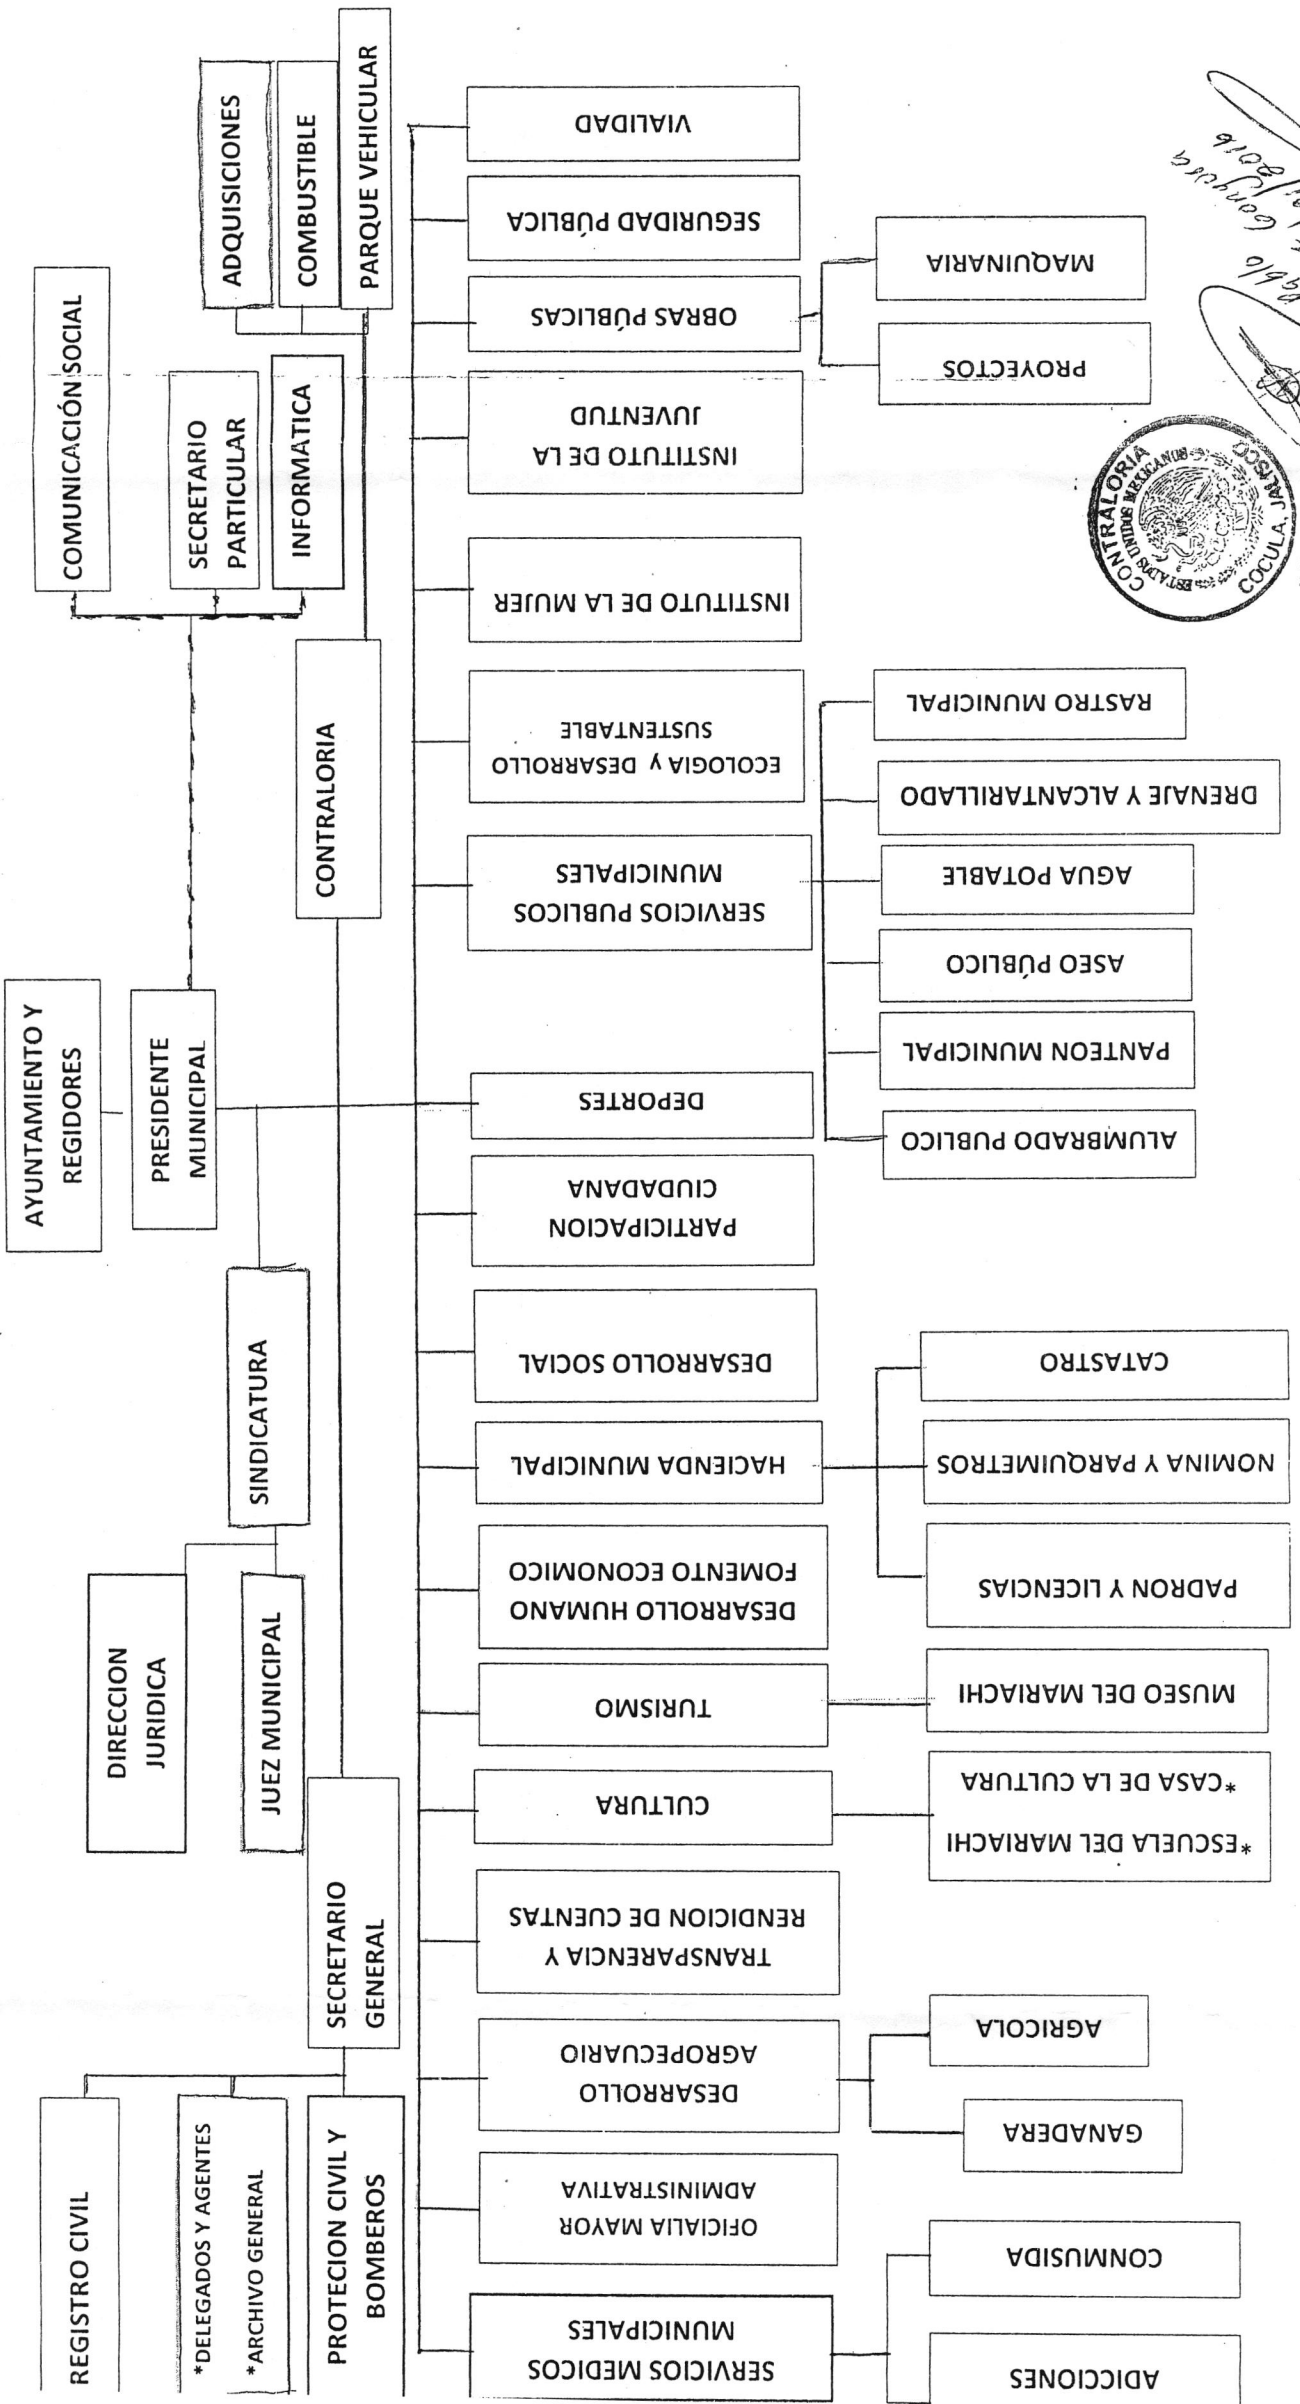 AYUNTAMIENTO Y
REGIDORES
PRESIDENTE
MUNICIPAL
COMUNICACIÓN SOCIAL
SECRETARIO
PARTICULAR
INFORMATICA
SINDICATURA
DIRECCION
JURIDICA
JUEZ MUNICIPAL
CONTRALORIA
ADQUISICIONES
COMBUSTIBLE
PARQUE VEHICULAR
SECRETARIO
GENERAL
REGISTRO CIVIL
*DELEGADOS Y AGENTES
*ARCHIVO GENERAL
PROTECION CIVIL Y
BOMBEROS
SERVICIOS MEDICOS
MUNICIPALES
OFICIALIA MAYOR
ADMINISTRATIVA
DESARROLLO
AGROPECUARIO
TRANSPARENCIA Y
RENDICION DE CUENTAS
CULTURA
TURISMO
DESARROLLO HUMANO
FOMENTO ECONOMICO
HACIENDA MUNICIPAL
DESARROLLO SOCIAL
PARTICIPACION
CIUDADANA
DEPORTES
SERVICIOS PUBLICOS
MUNICIPALES
ECOLOGIA y DESARROLLO
SUSTENTABLE
INSTITUTO DE LA MUJER
INSTITUTO DE LA
JUVENTUD
OBRAS PÚBLICAS
SEGURIDAD PÚBLICA
VIALIDAD
ADICCIONES
CONMUSIDA
GANADERA
AGRICOLA
*ESCUELA DEL MARIACHI
*CASA DE LA CULTURA
MUSEO DEL MARIACHI
PADRON Y LICENCIAS
NOMINA Y PARQUIMETROS
CATASTRO
ALUMBRADO PUBLICO
PANTEON MUNICIPAL
ASEO PÚBLICO
AGUA POTABLE
DRENAJE Y ALCANTARILLADO
RASTRO MUNICIPAL
PROYECTOS
MAQUINARIA
CONTRALORIA
ESTADOS UNIDOS MEXICANOS
COCULA, JALISCO
Pablo
2016